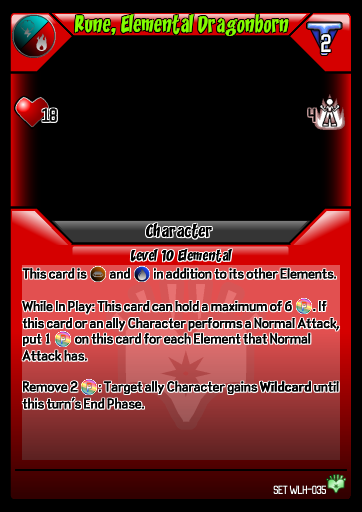 Rune, Elemental Dragonborn
2
18
4
Character
Level 10 Elemental
This card is and in addition to its other Elements.
While In Play: This card can hold a maximum of 6 . If
this card or an ally Character performs a Normal Attack,
put 1 on this card for each Element that Normal
Attack has.
Remove 2 : Target ally Character gains Wildcard until
this turn's End Phase.
SET WLH-035